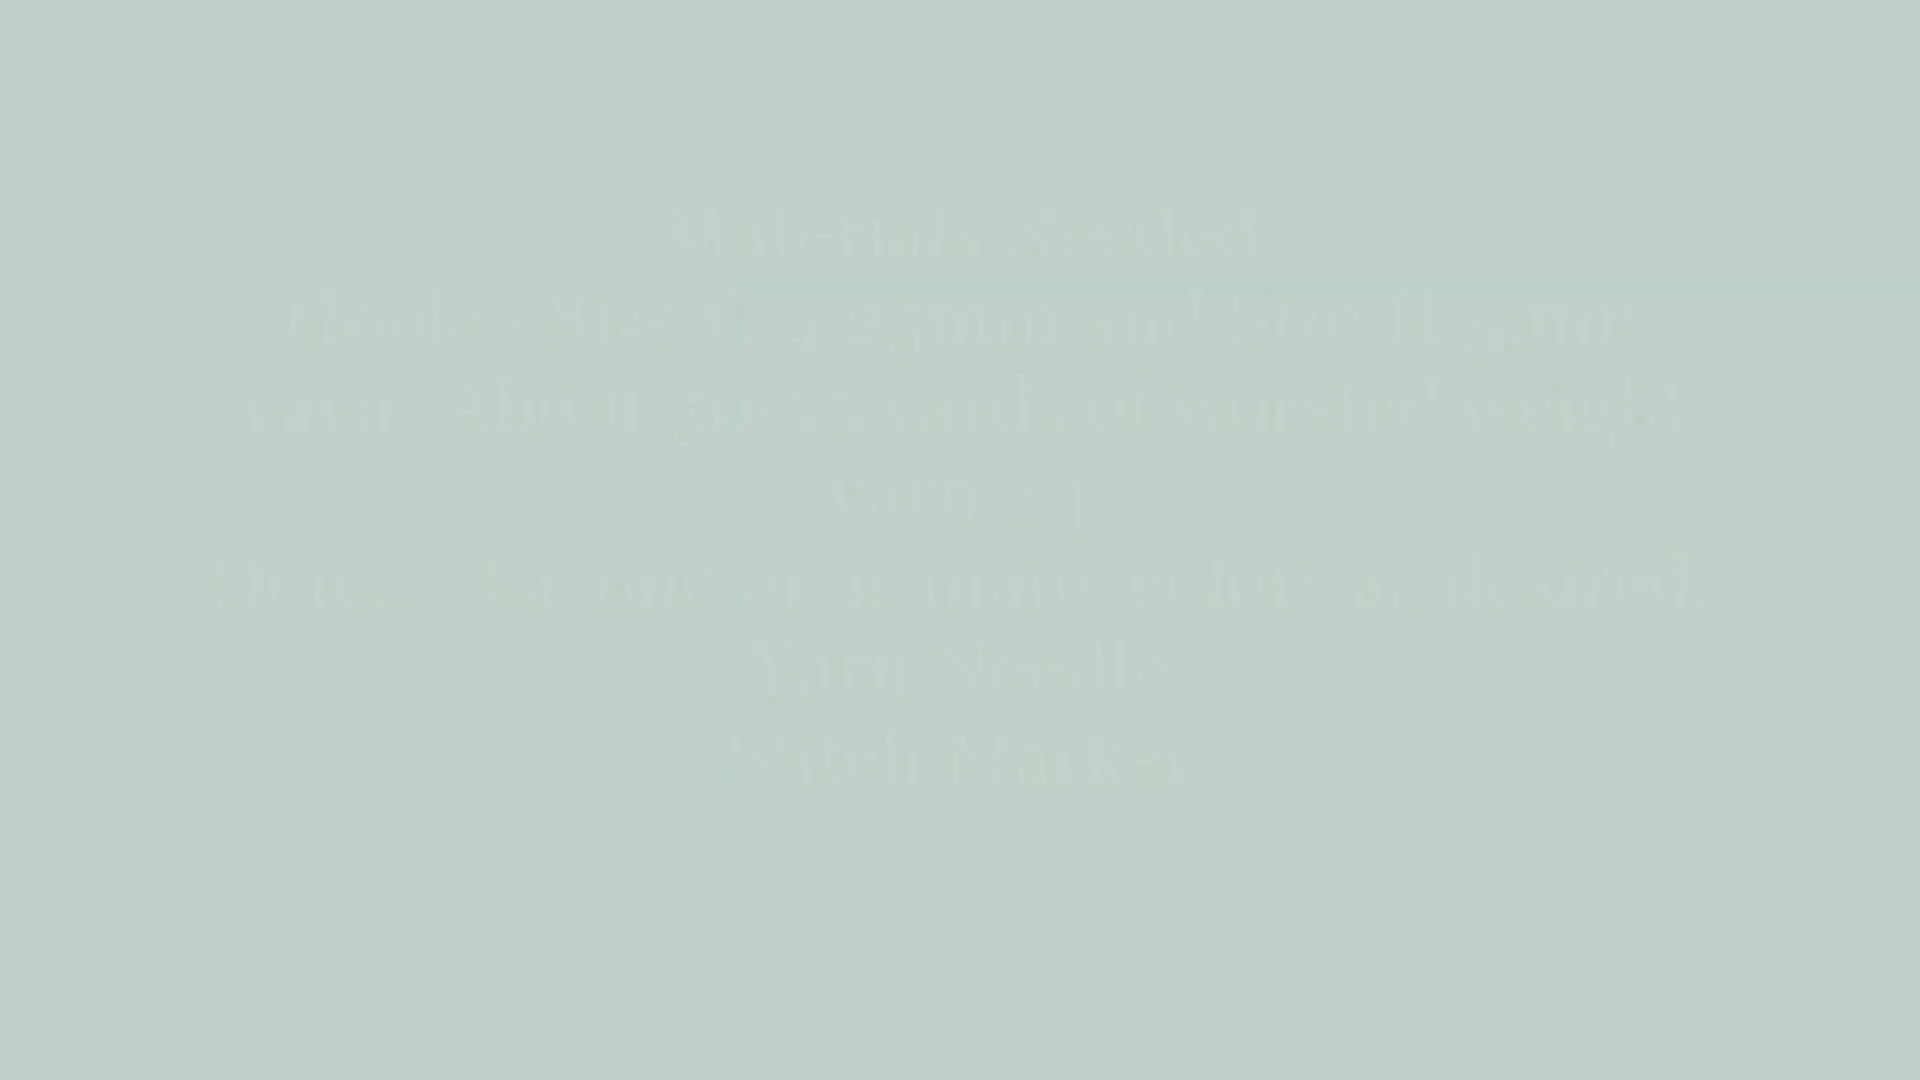 Materials Needed
Hooks- Size G 4.25mm and Size H 5mm
Yarn- About 50-75 yards of worsted weight
yarn #4
Notes: Use one or as many colors as desired.
Yarn Needle
Stitch Marker